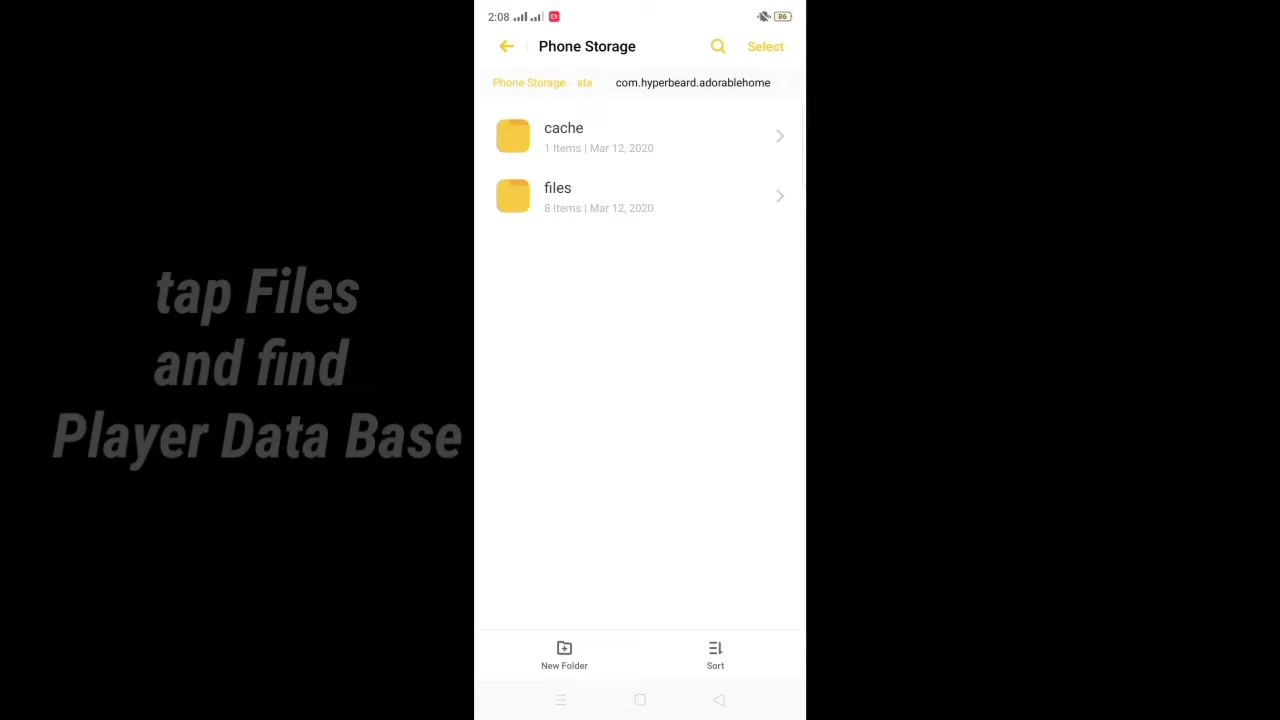 2:08
86
Phone Storage
Select
Phone Storage ata com.hyperbeard.adorablehome
cache
1 Items | Mar 12, 2020
files
8 Items | Mar 12, 2020
tap Files
and find
Player Data Base
New Folder
Sort